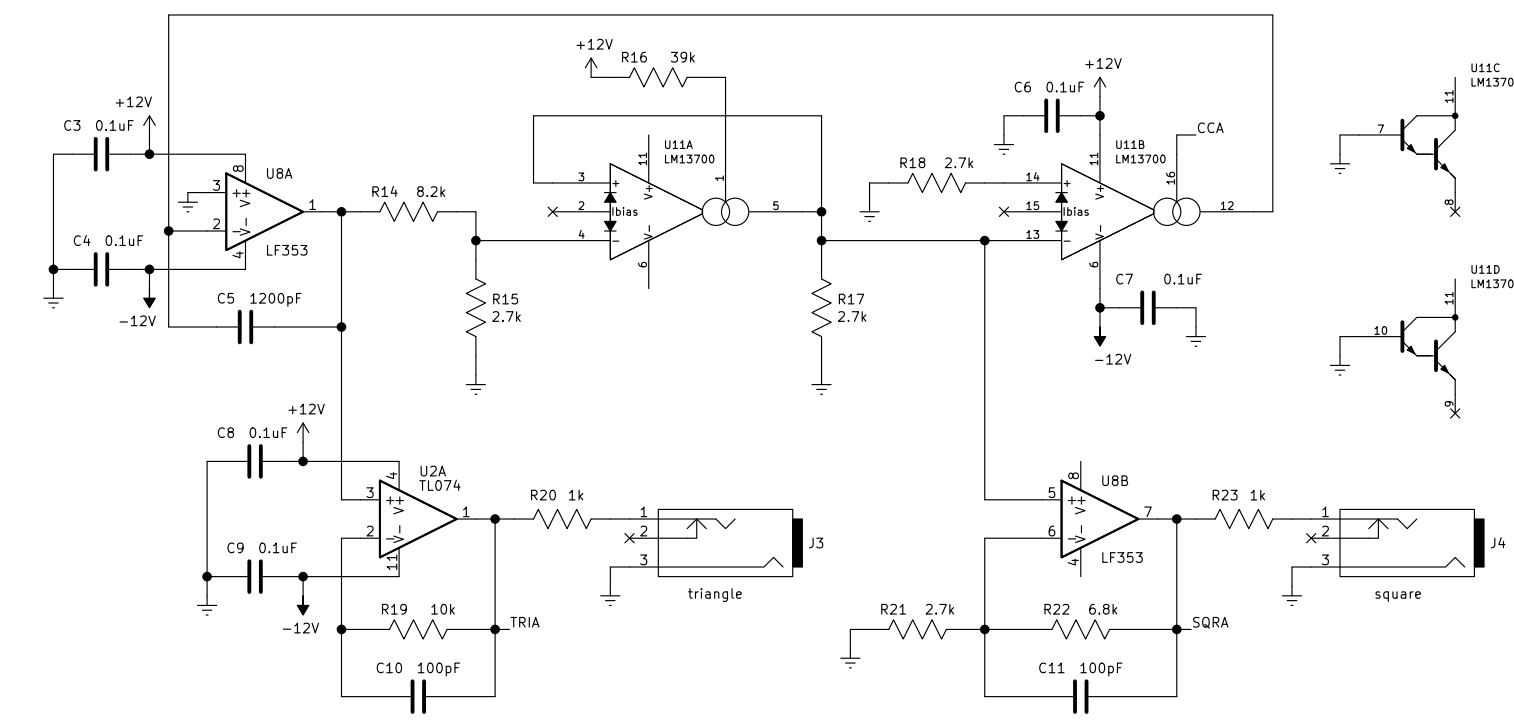 +12V
R16 39k
+12V
U11C
LM1370
C6 0.1uF
11
+12V
C3 0.1uF
U11A
LM13700
U11B
LM13700
CCA
7
8
11
11
1
16
U8A
3
++
V
2
-V-
1
4
LF353
R14 8.2k
3
+
V+
2
Ibias
4
-
V-
5
6
R18 2.7k
14
+
V+
15
Ibias
13
-
V-
12
6
8
C4 0.1uF
-12V
C5 1200pF
R15
2.7k
R17
2.7k
C7 0.1uF
-12V
U11D
LM1370
11
10
9
+12V
C8 0.1uF
U2A
TL074
4
3
++
V
2
-V-
1
11
R20 1k
1
2
3
J3
triangle
C9 0.1uF
-12V
R19 10k
TRIA
C10 100pF
U8B
8
5
++
V
6
-V-
7
4
LF353
R23 1k
1
2
3
J4
square
R21 2.7k
R22 6.8k
SQRA
C11 100pF